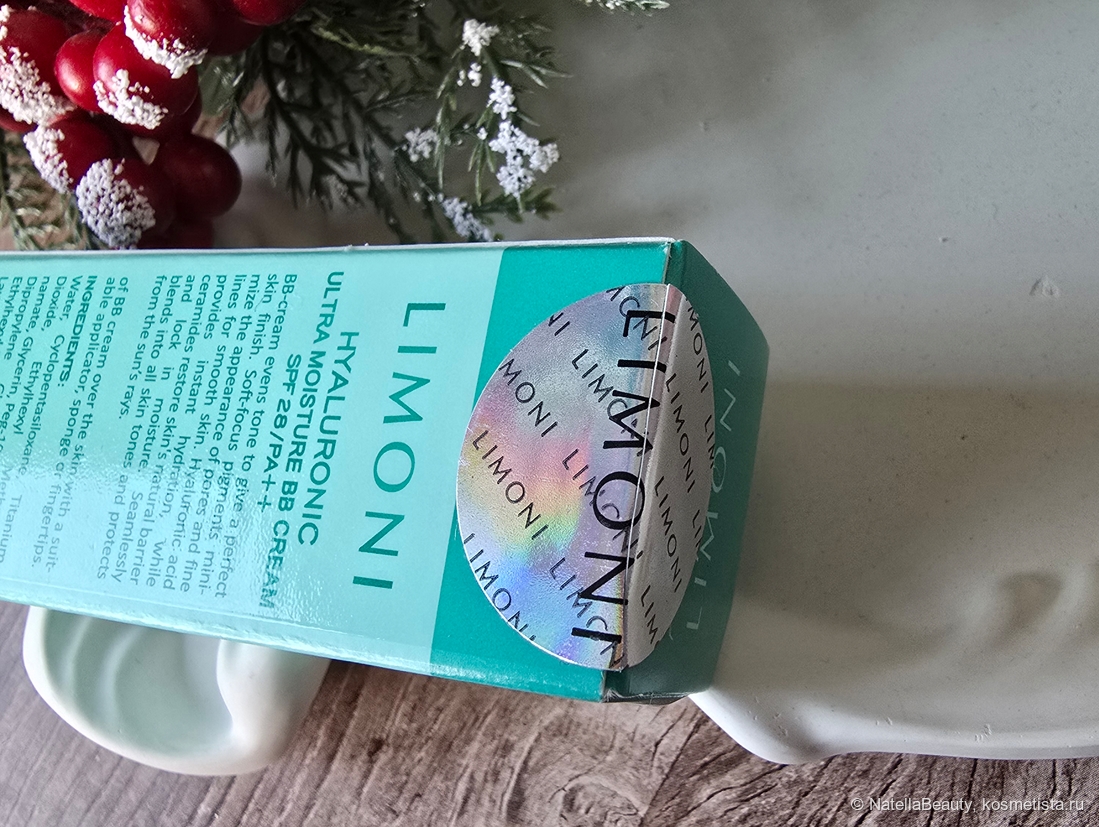 LIMONI
HYALURONIC
ULTRA MOISTURE BB CREAM
SPF 28/PA++
BB-cream evens tone to give a perfect
skin finish. Soft-focus pigments mini-
mize the appearance of pores and fine
lines for smooth skin. Hyaluronic acid
provides instant hydration, while
ceramides restore skin's natural barrier
and lock in moisture. Seamlessly
blends into all skin tones and protects
from the sun's rays.
of BB cream over the skin with a suit-
able applicator, sponge or fingertips.
INGREDIENTS:
Water, Titanium
Dioxide, Cyclopentasiloxane,
Ethylhexyl
Glycerin,
LIMONI
LIMONI
LIMONI
LIMONI
LIMONI
LIMONI
LIMONI
© NatellaBeauty, kosmetista.ru